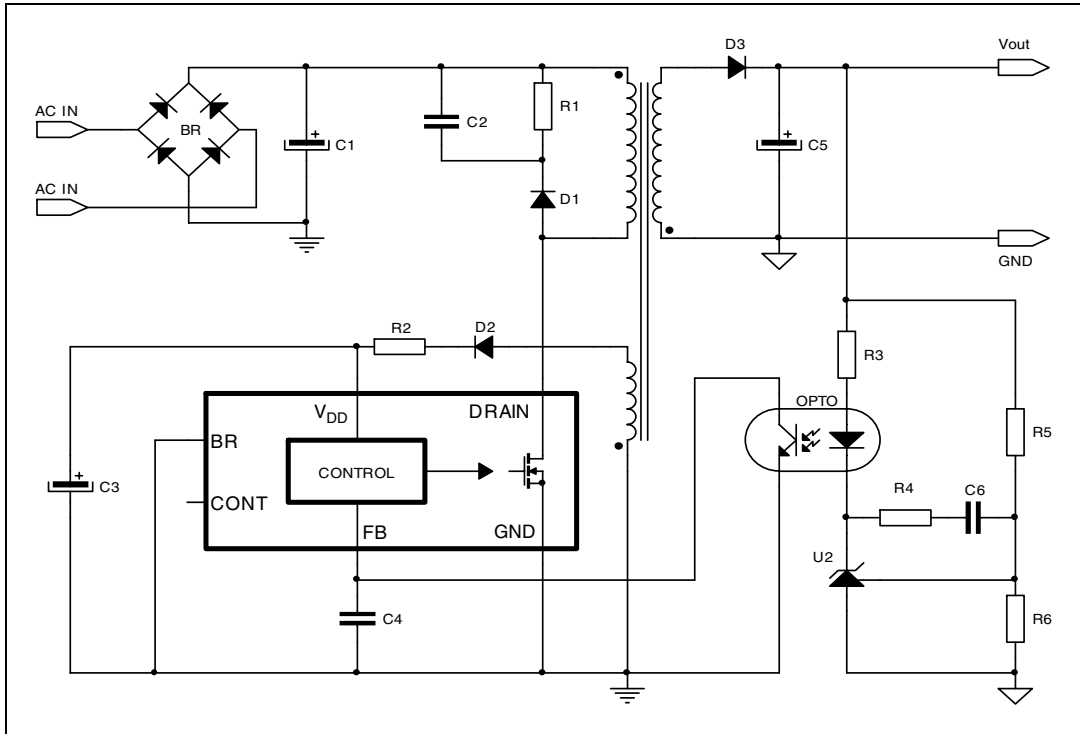 D3
Vout
AC IN
BR
C1
C2
R1
D1
C5
AC IN
GND
R2
D2
R3
OPTO
VDD
DRAIN
BR
CONTROL
CONT
C3
FB
GND
R5
R4
C6
U2
C4
R6